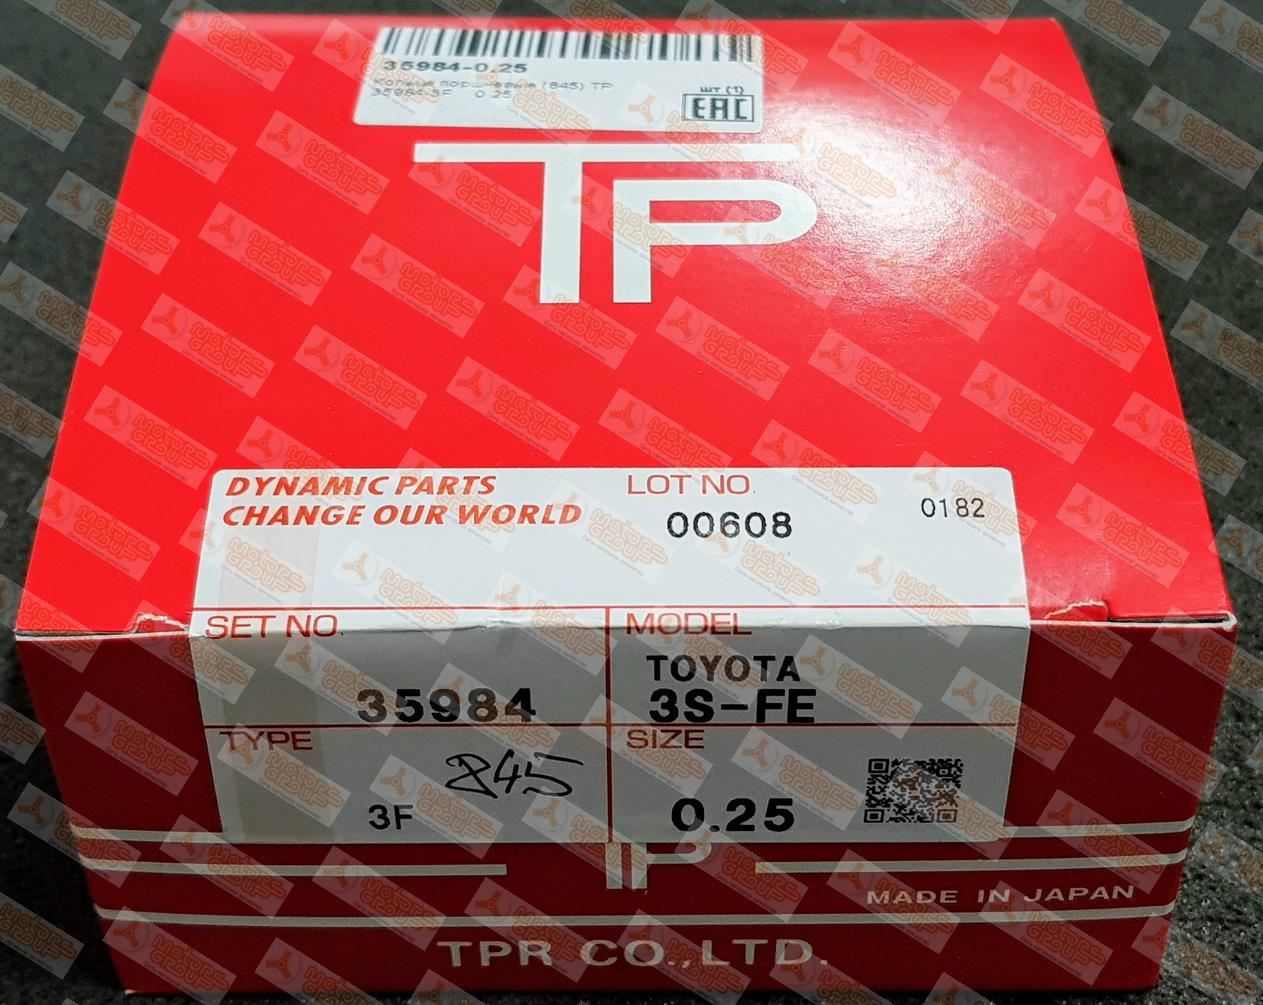 35984-0.25
Кольца поршневые (845) TP
35984-3F 0.25
шт (1)
EAC
TP
DYNAMIC PARTS
CHANGE OUR WORLD
LOT NO.
00608
0182
SET NO.
35984
MODEL
TOYOTA
3S-FE
TYPE
845
3F
SIZE
0.25
TP
MADE IN JAPAN
TPR CO.,LTD.